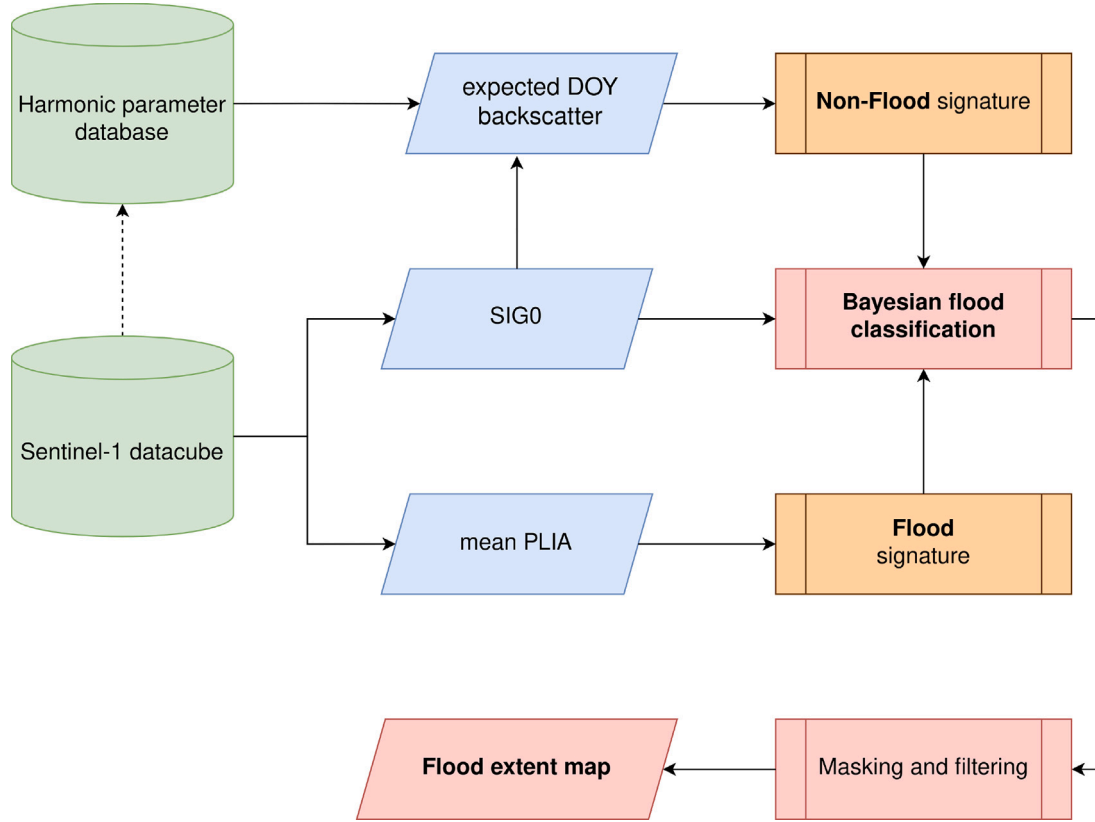 Harmonic parameter
database
expected DOY
backscatter
Non-Flood signature
SIG0
Bayesian flood
classification
Sentinel-1 datacube
mean PLIA
Flood
signature
Flood extent map
Masking and filtering